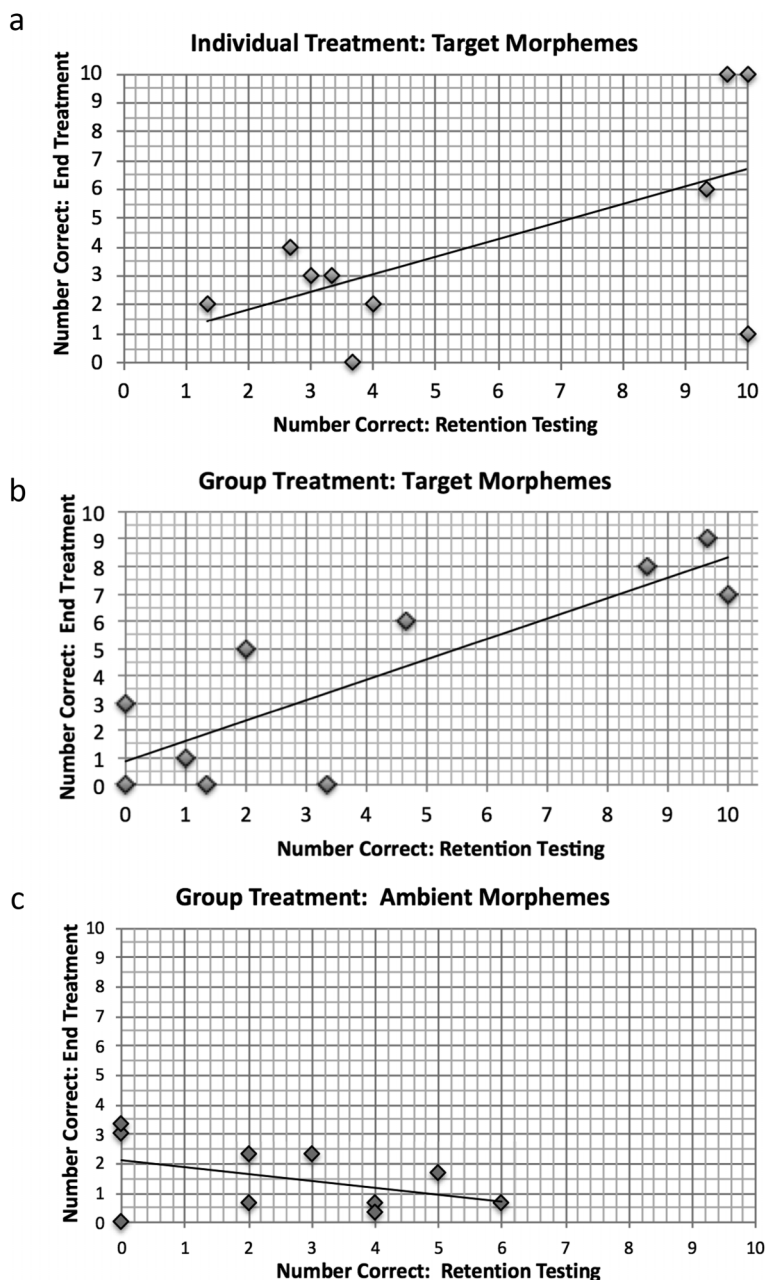 a
Individual Treatment: Target Morphemes
Number Correct: End Treatment
10
9
8
7
6
5
4
3
2
1
0
0 1 2 3 4 5 6 7 8 9 10
Number Correct: Retention Testing
b
Group Treatment: Target Morphemes
Number Correct: End Treatment
10
9
8
7
6
5
4
3
2
1
0
0 1 2 3 4 5 6 7 8 9 10
Number Correct: Retention Testing
c
Group Treatment: Ambient Morphemes
Number Correct: End Treatment
10
9
8
7
6
5
4
3
2
1
0
0 1 2 3 4 5 6 7 8 9 10
Number Correct: Retention Testing